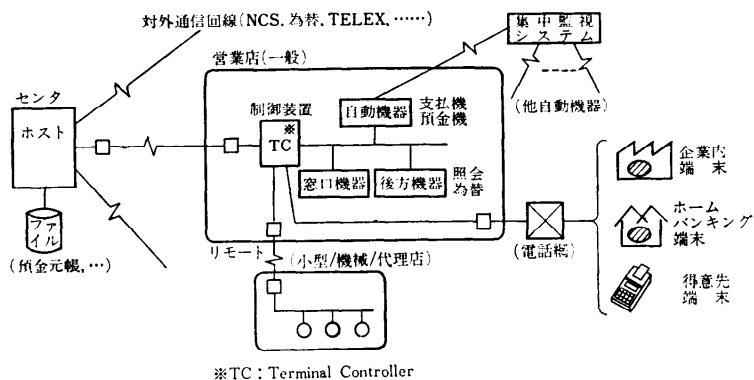 対外通信回線(NCS, 為替, TELEX, ……)
集中監視
システム
(他自動機器)
営業店(一般)
センタ
ホスト
ファイル
(預金元帳, …)
制御装置
※
TC
自動機器
支払機
預金機
窓口機器
後方機器
照会
為替
リモート
(小型/機械/代理店)
(電話網)
企業内
端末
ホーム
バンキング
端末
得意先
端末
※TC : Terminal Controller